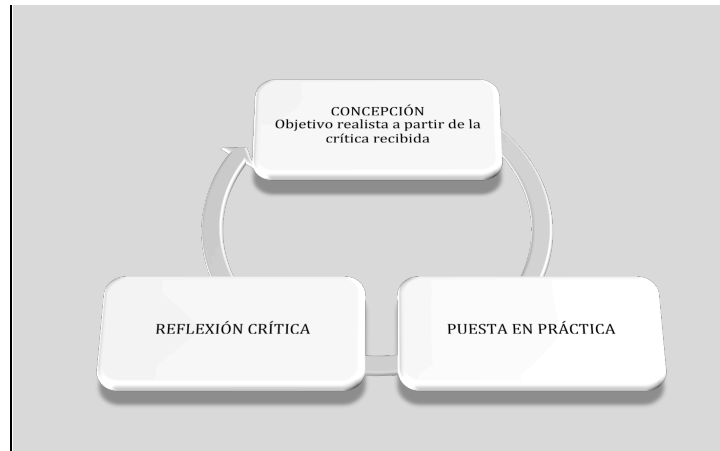 CONCEPCIÓN
Objetivo realista a partir de la
crítica recibida
REFLEXIÓN CRÍTICA
PUESTA EN PRÁCTICA